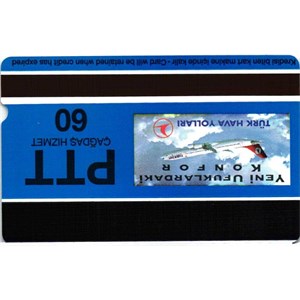 YENİ UFUKLARDAKİ
KONFOR
TÜRK HAVA YOLLARI
PTT
ÇAĞDAŞ HİZMET
60
Kredisi biten kart makine içinde kalır - Card will be retained when credit has expired